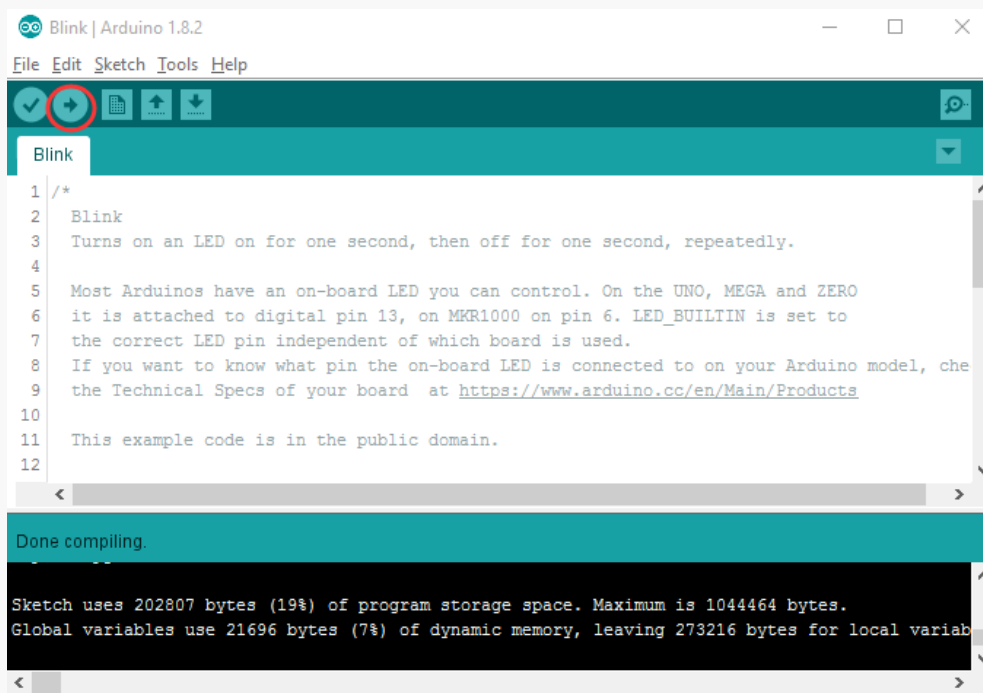 Blink | Arduino 1.8.2
File Edit Sketch Tools Help
Blink
1 /*
2 Blink
3 Turns on an LED on for one second, then off for one second, repeatedly.
4
5 Most Arduinos have an on-board LED you can control. On the UNO, MEGA and ZERO
6 it is attached to digital pin 13, on MKR1000 on pin 6. LED_BUILTIN is set to
7 the correct LED pin independent of which board is used.
8 If you want to know what pin the on-board LED is connected to on your Arduino model, che
9 the Technical Specs of your board  at https://www.arduino.cc/en/Main/Products
10
11 This example code is in the public domain.
12
Done compiling.
Sketch uses 202807 bytes (19%) of program storage space. Maximum is 1044464 bytes.
Global variables use 21696 bytes (7%) of dynamic memory, leaving 273216 bytes for local variab